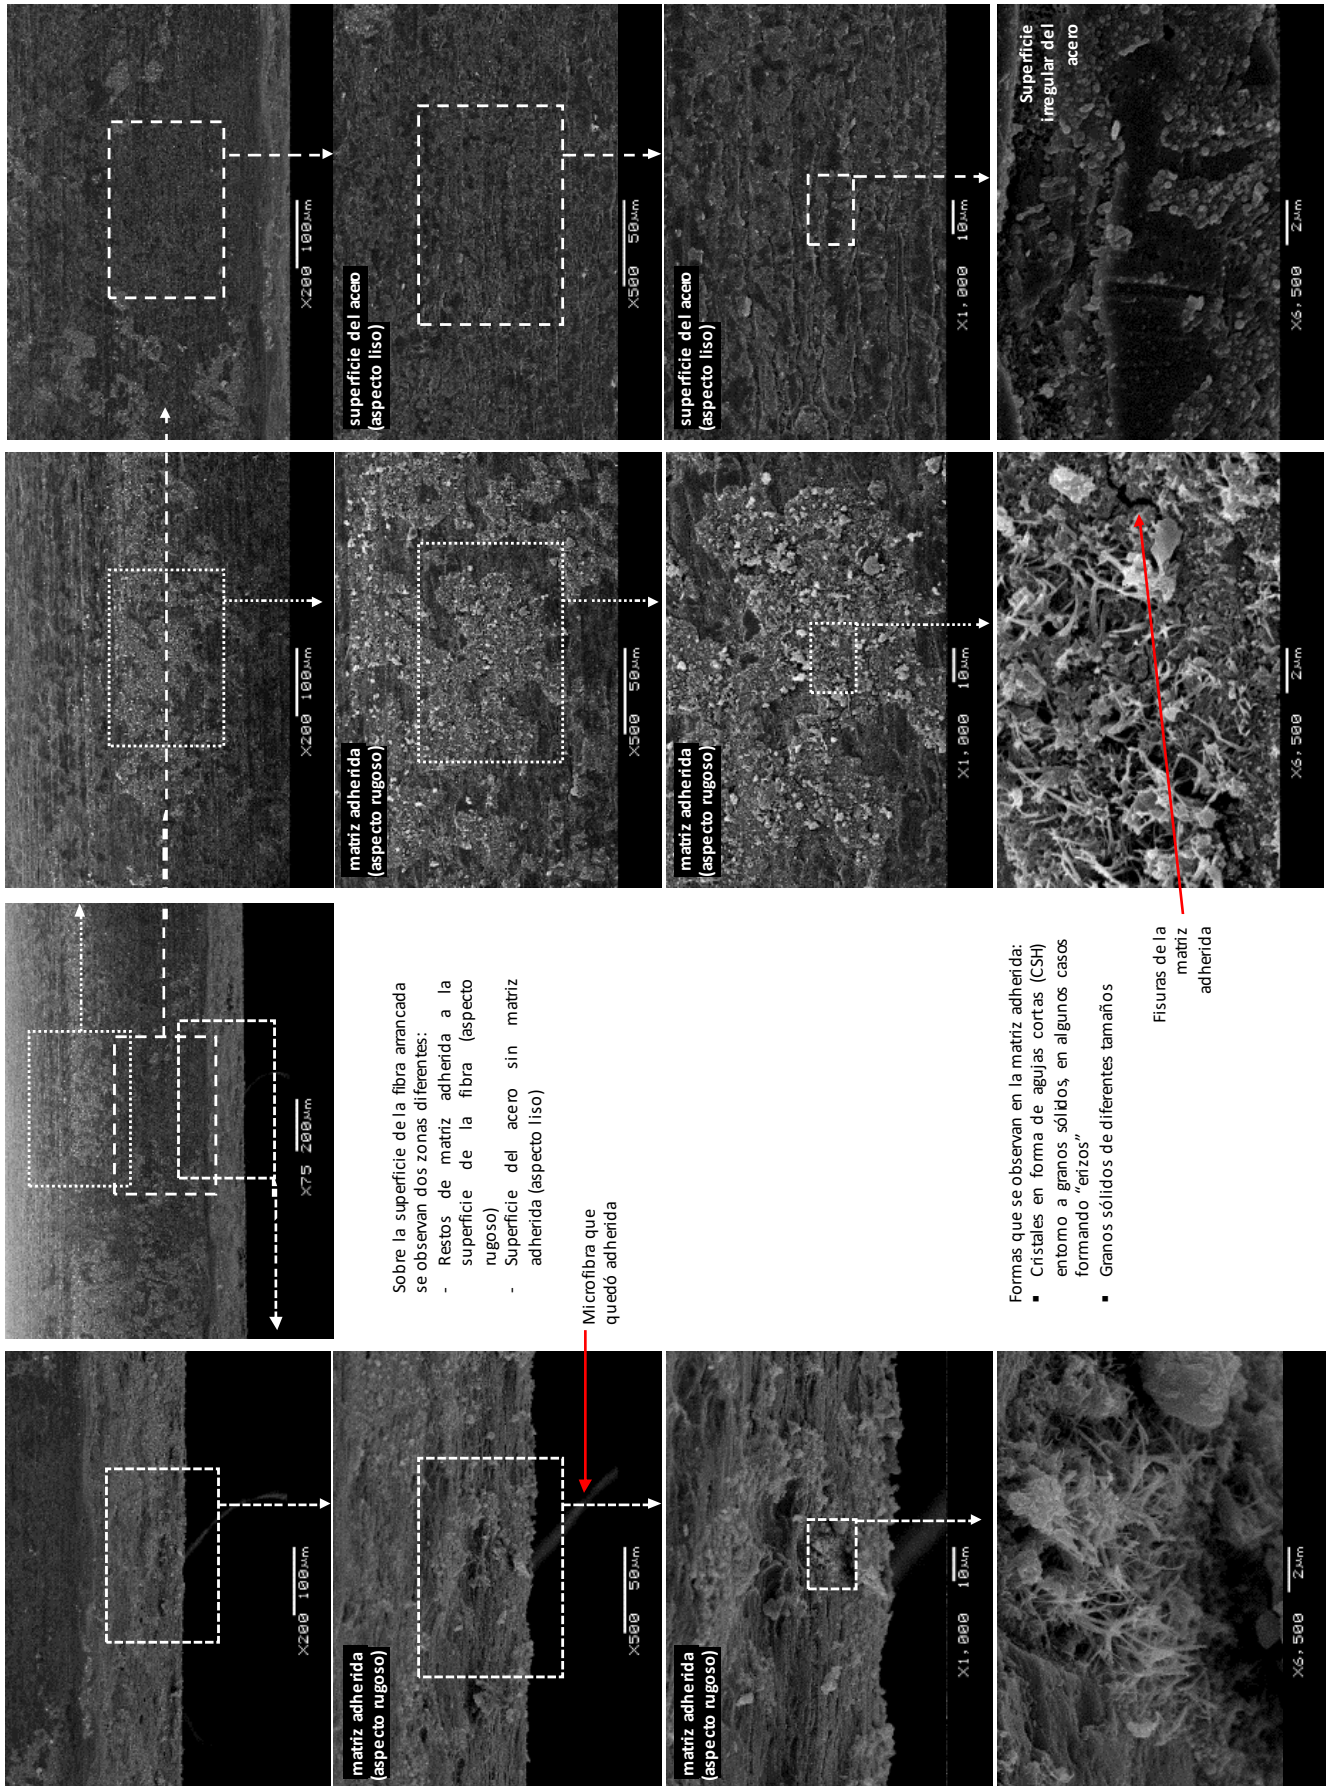 X200 100µm
X75 200µm
X200 100µm
X200 100µm
matriz adherida
(aspecto rugoso)
X500 50µm
Sobre la superficie de la fibra arrancada
se observan dos zonas diferentes:
- Restos de matriz adherida a la
superficie de la fibra (aspecto
rugoso)
- Superficie del acero sin matriz
adherida (aspecto liso)
Microfibra que
quedó adherida
matriz adherida
(aspecto rugoso)
X500 50µm
superficie del acero
(aspecto liso)
X500 50µm
matriz adherida
(aspecto rugoso)
X1,000 10µm
matriz adherida
(aspecto rugoso)
X1,000 10µm
superficie del acero
(aspecto liso)
X1,000 10µm
X6,500 2µm
Formas que se observan en la matriz adherida:
▪ Cristales en forma de agujas cortas (CSH)
entorno a granos sólidos, en algunos casos
formando “erizos”
▪ Granos sólidos de diferentes tamaños
Fisuras de la
matriz
adherida
X6,500 2µm
Superficie
irregular del
acero
X6,500 2µm